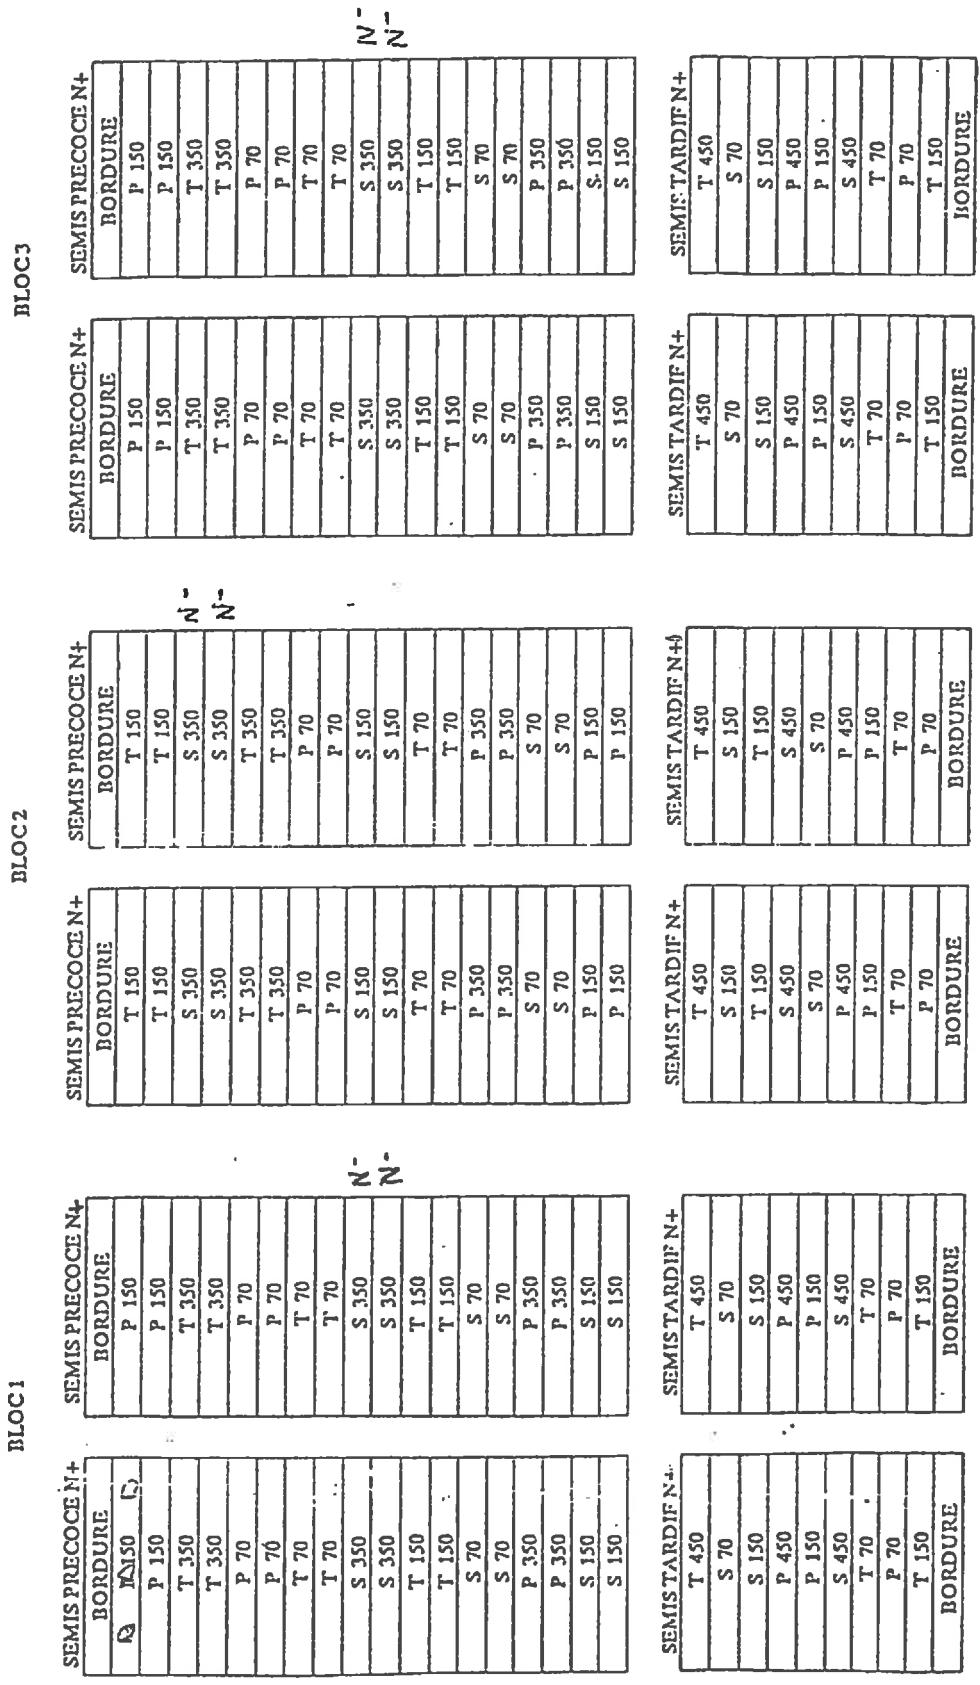 BLOC1
SEMIS PRECOCE N+
BORDURE
150
P 150
T 350
T 350
P 70
P 70
T 70
T 70
S 350
S 350
T 150
T 150
S 70
S 70
P 350
P 350
S 150
S 150
SEMIS PRECOCE N+
BORDURE
P 150
P 150
T 350
T 350
P 70
P 70
T 70
T 70
S 350 N-
S 350 N-
T 150
T 150
S 70
S 70
P 350
P 350
S 150
S 150
BLOC2
SEMIS PRECOCE N+
BORDURE
T 150
T 150
S 350
S 350
T 350
T 350
P 70
P 70
S 150
S 150
T 70
T 70
P 350
P 350
S 70
S 70
P 150
P 150
SEMIS PRECOCE N+
BORDURE
T 150
T 150
S 350 N-
S 350 N-
T 350
T 350
P 70
P 70
S 150
S 150
T 70
T 70
P 350
P 350
S 70
S 70
P 150
P 150
BLOC3
SEMIS PRECOCE N+
BORDURE
P 150
P 150
T 350
T 350
P 70
P 70
T 70
T 70
S 350
S 350
T 150
T 150
S 70
S 70
P 350
P 350
S 150
S 150
SEMIS PRECOCE N+
BORDURE
P 150
P 150
T 350
T 350
P 70
P 70
T 70
T 70
S 350 N-
S 350 N-
T 150
T 150
S 70
S 70
P 350
P 350
S 150
S 150
SEMIS TARDIF N+
T 450
S 70
S 150
P 450
P 150
S 450
T 70
P 70
T 150
BORDURE
SEMIS TARDIF N+
T 450
S 70
S 150
P 450
P 150
S 450
T 70
P 70
T 150
BORDURE
SEMIS TARDIF N+
T 450
S 150
T 150
S 450
S 70
P 450
P 150
T 70
P 70
BORDURE
SEMIS TARDIF N+
T 450
S 150
T 150
S 450
S 70
P 450
P 150
T 70
P 70
BORDURE
SEMIS TARDIF N+
T 450
S 70
S 150
P 450
P 150
S 450
T 70
P 70
T 150
BORDURE
SEMIS TARDIF N+
T 450
S 70
S 150
P 450
P 150
S 450
T 70
P 70
T 150
BORDURE